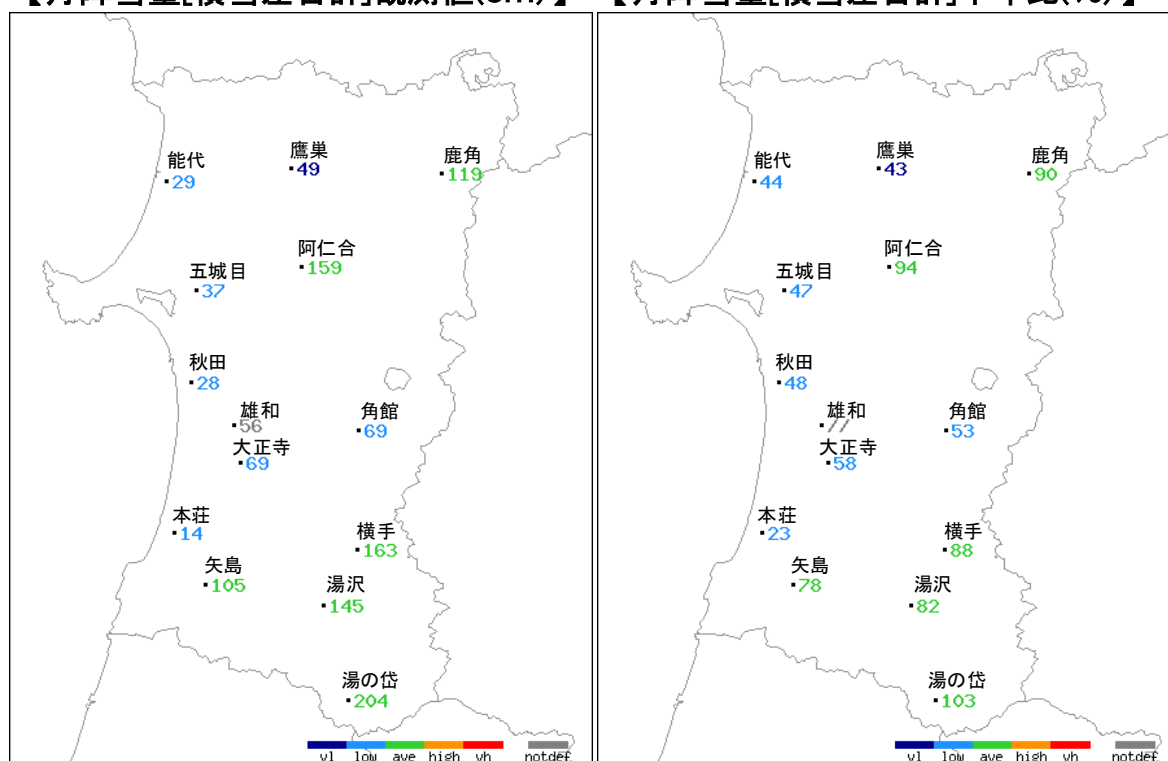 鷹巣
能代
49
鹿角
29
119
阿仁合
159
五城目
37
秋田
28
雄和
56
角館
69
大正寺
69
本荘
14
横手
163
矢島
105
湯沢
145
湯の岱
204
vl low ave high vh notdef
鷹巣
能代
43
鹿角
44
90
阿仁合
94
五城目
47
秋田
48
雄和
//
角館
53
大正寺
58
本荘
23
横手
88
矢島
78
湯沢
82
湯の岱
103
vl low ave high vh notdef